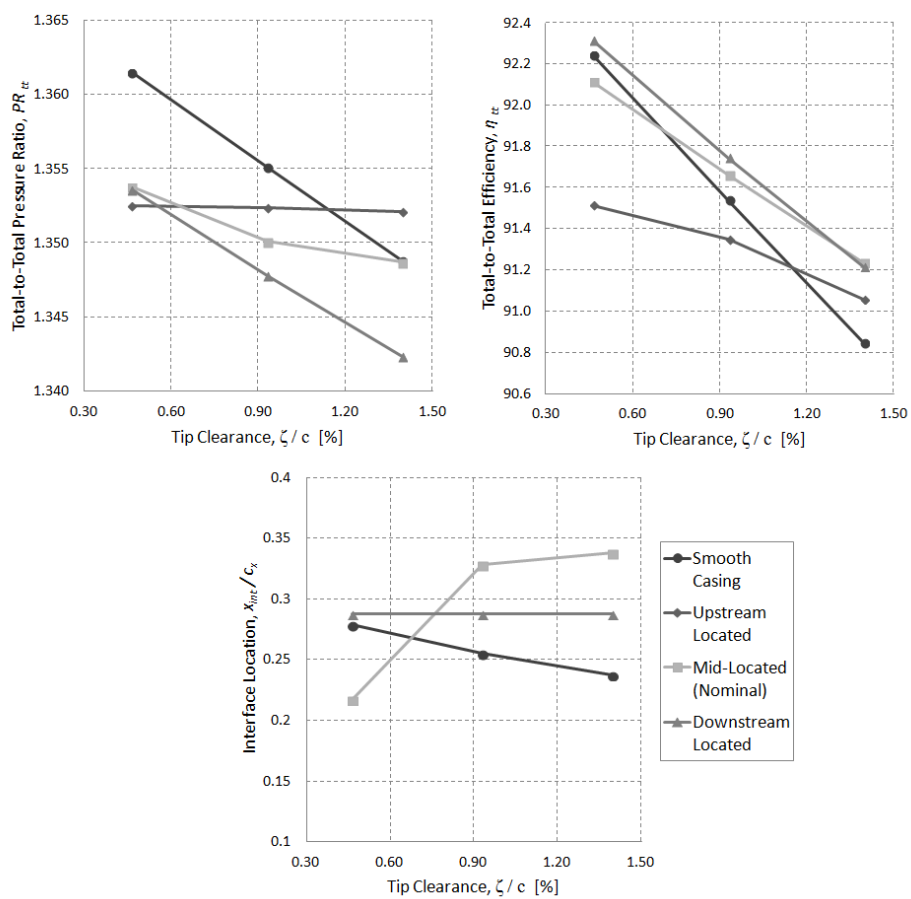 Total-to-Total Pressure Ratio, PR tt
1.365
1.360
1.355
1.350
1.345
1.340
0.30 0.60 0.90 1.20 1.50
Tip Clearance, ζ / c [%]
Total-to-Total Efficiency, η tt
92.4
92.2
92.0
91.8
91.6
91.4
91.2
91.0
90.8
90.6
0.30 0.60 0.90 1.20 1.50
Tip Clearance, ζ / c [%]
Interface Location, x int / c x
0.4
0.35
0.3
0.25
0.2
0.15
0.1
0.30 0.60 0.90 1.20 1.50
Tip Clearance, ζ / c [%]
Smooth
Casing
Upstream
Located
Mid-Located
(Nominal)
Downstream
Located